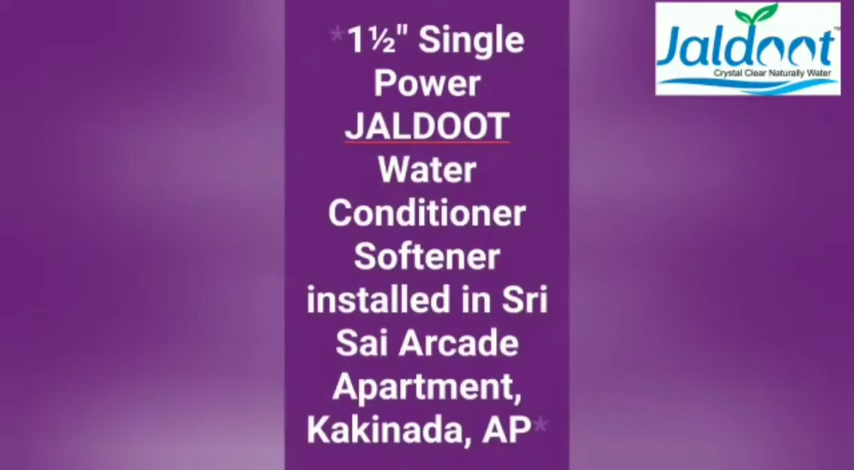 *1½" Single
Power
JALDOOT
Water
Conditioner
Softener
installed in Sri
Sai Arcade
Apartment,
Kakinada, AP*
Jaldoot™
Crystal Clear Naturally Water